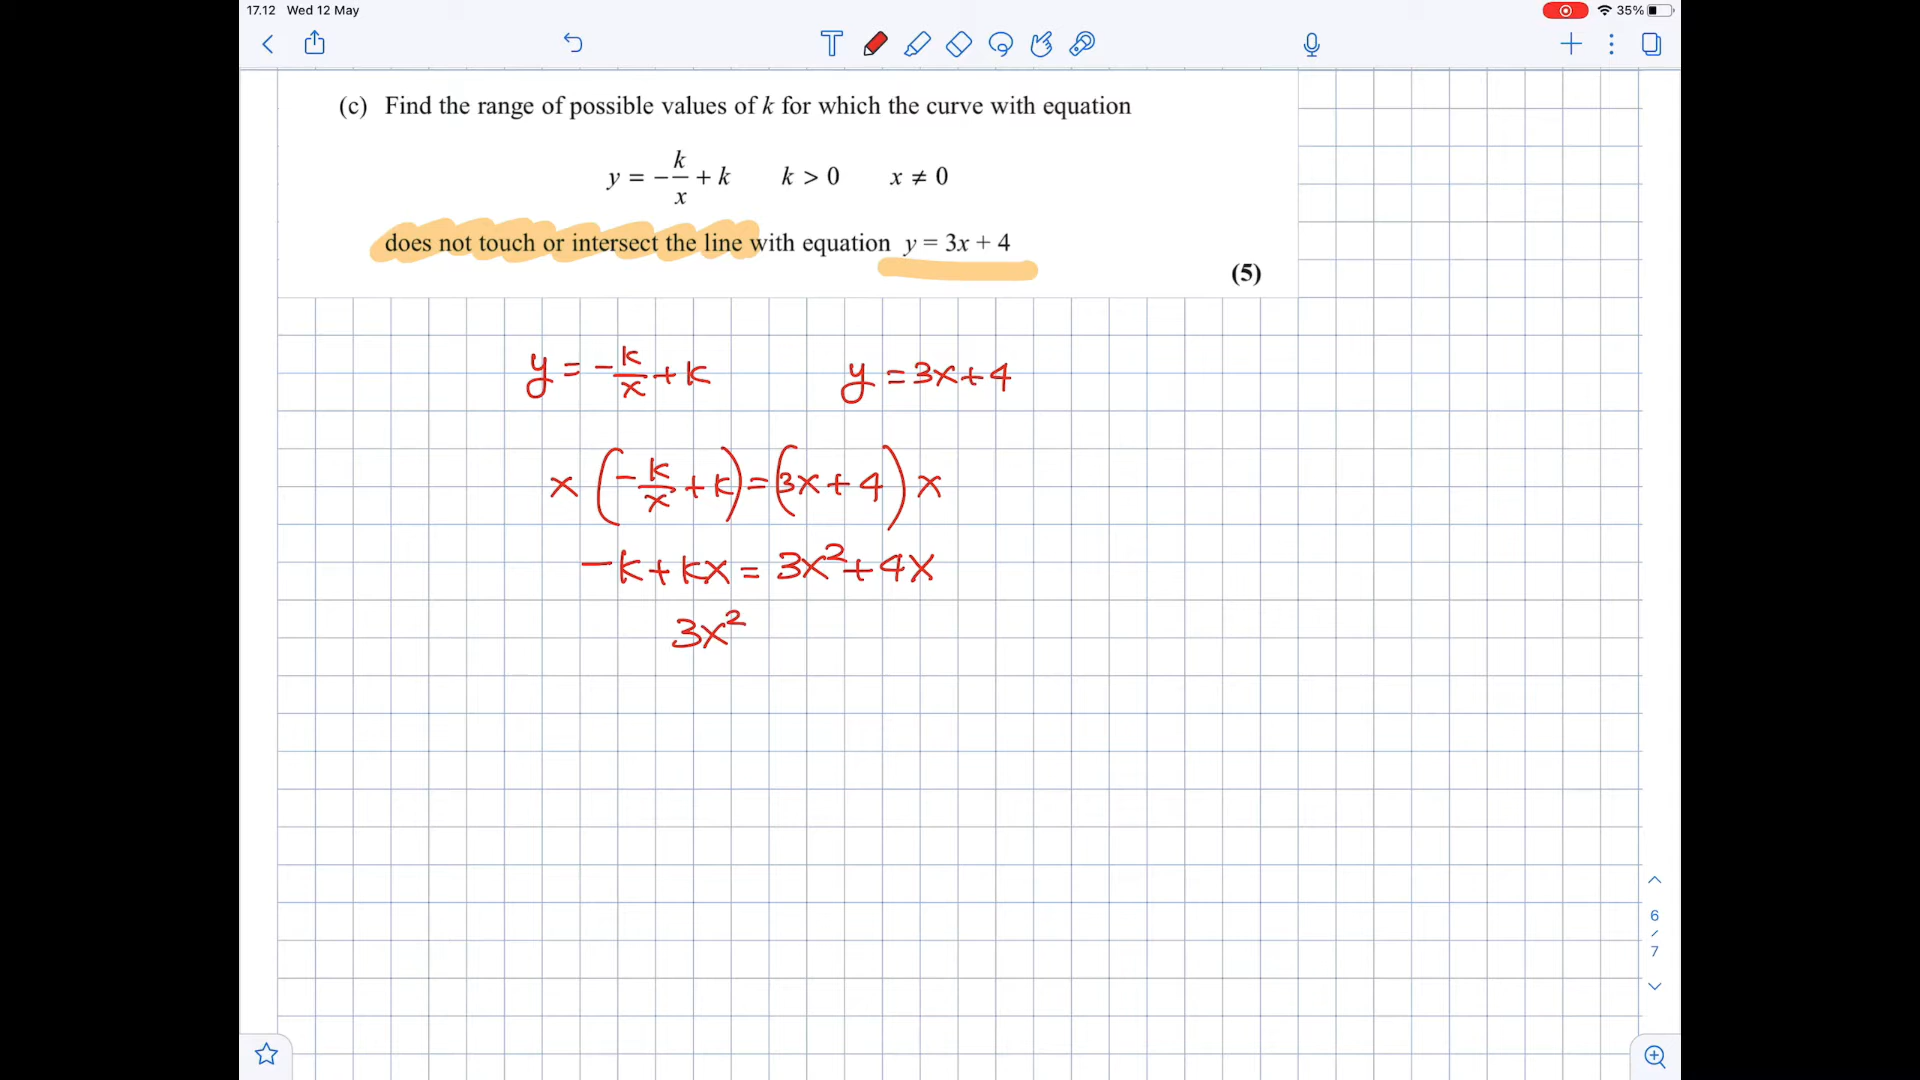 17.12 Wed 12 May
35%
T
(c) Find the range of possible values of k for which the curve with equation
y = −k/x + k k > 0 x ≠ 0
does not touch or intersect the line with equation y = 3x + 4
(5)
y = −k/x + k y = 3x + 4
x (−k/x + k) = (3x + 4) x
−k + kx = 3x² + 4x
3x²
6
/
7